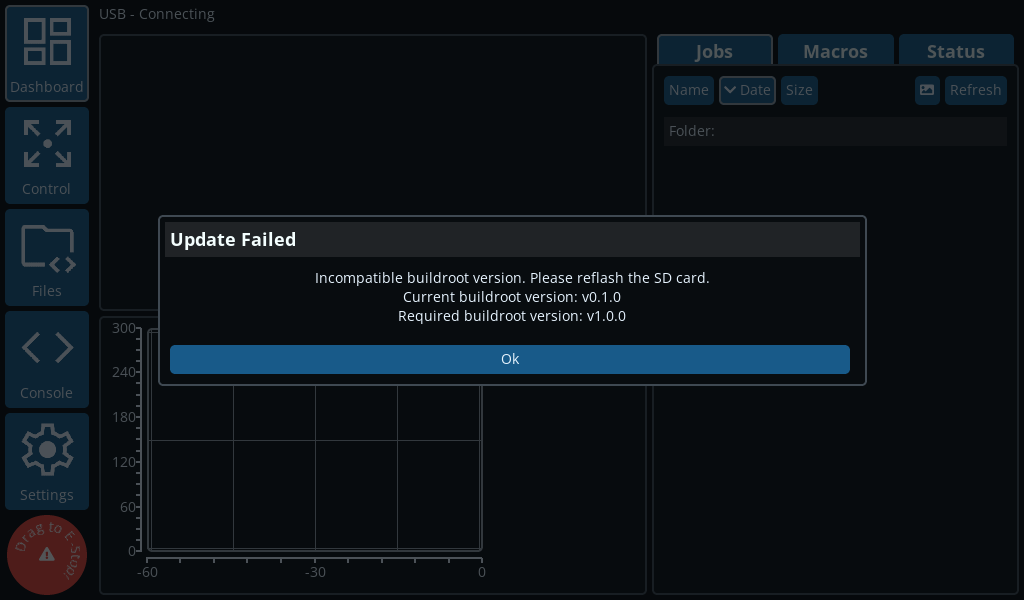 USB - Connecting
Dashboard
Control
Files
Console
Settings
Drag to E-Stop!
Jobs
Macros
Status
Name
Date
Size
Refresh
Folder:
Update Failed
Incompatible buildroot version. Please reflash the SD card.
Current buildroot version: v0.1.0
Required buildroot version: v1.0.0
Ok
300
240
180
120
60
0
-60
-30
0